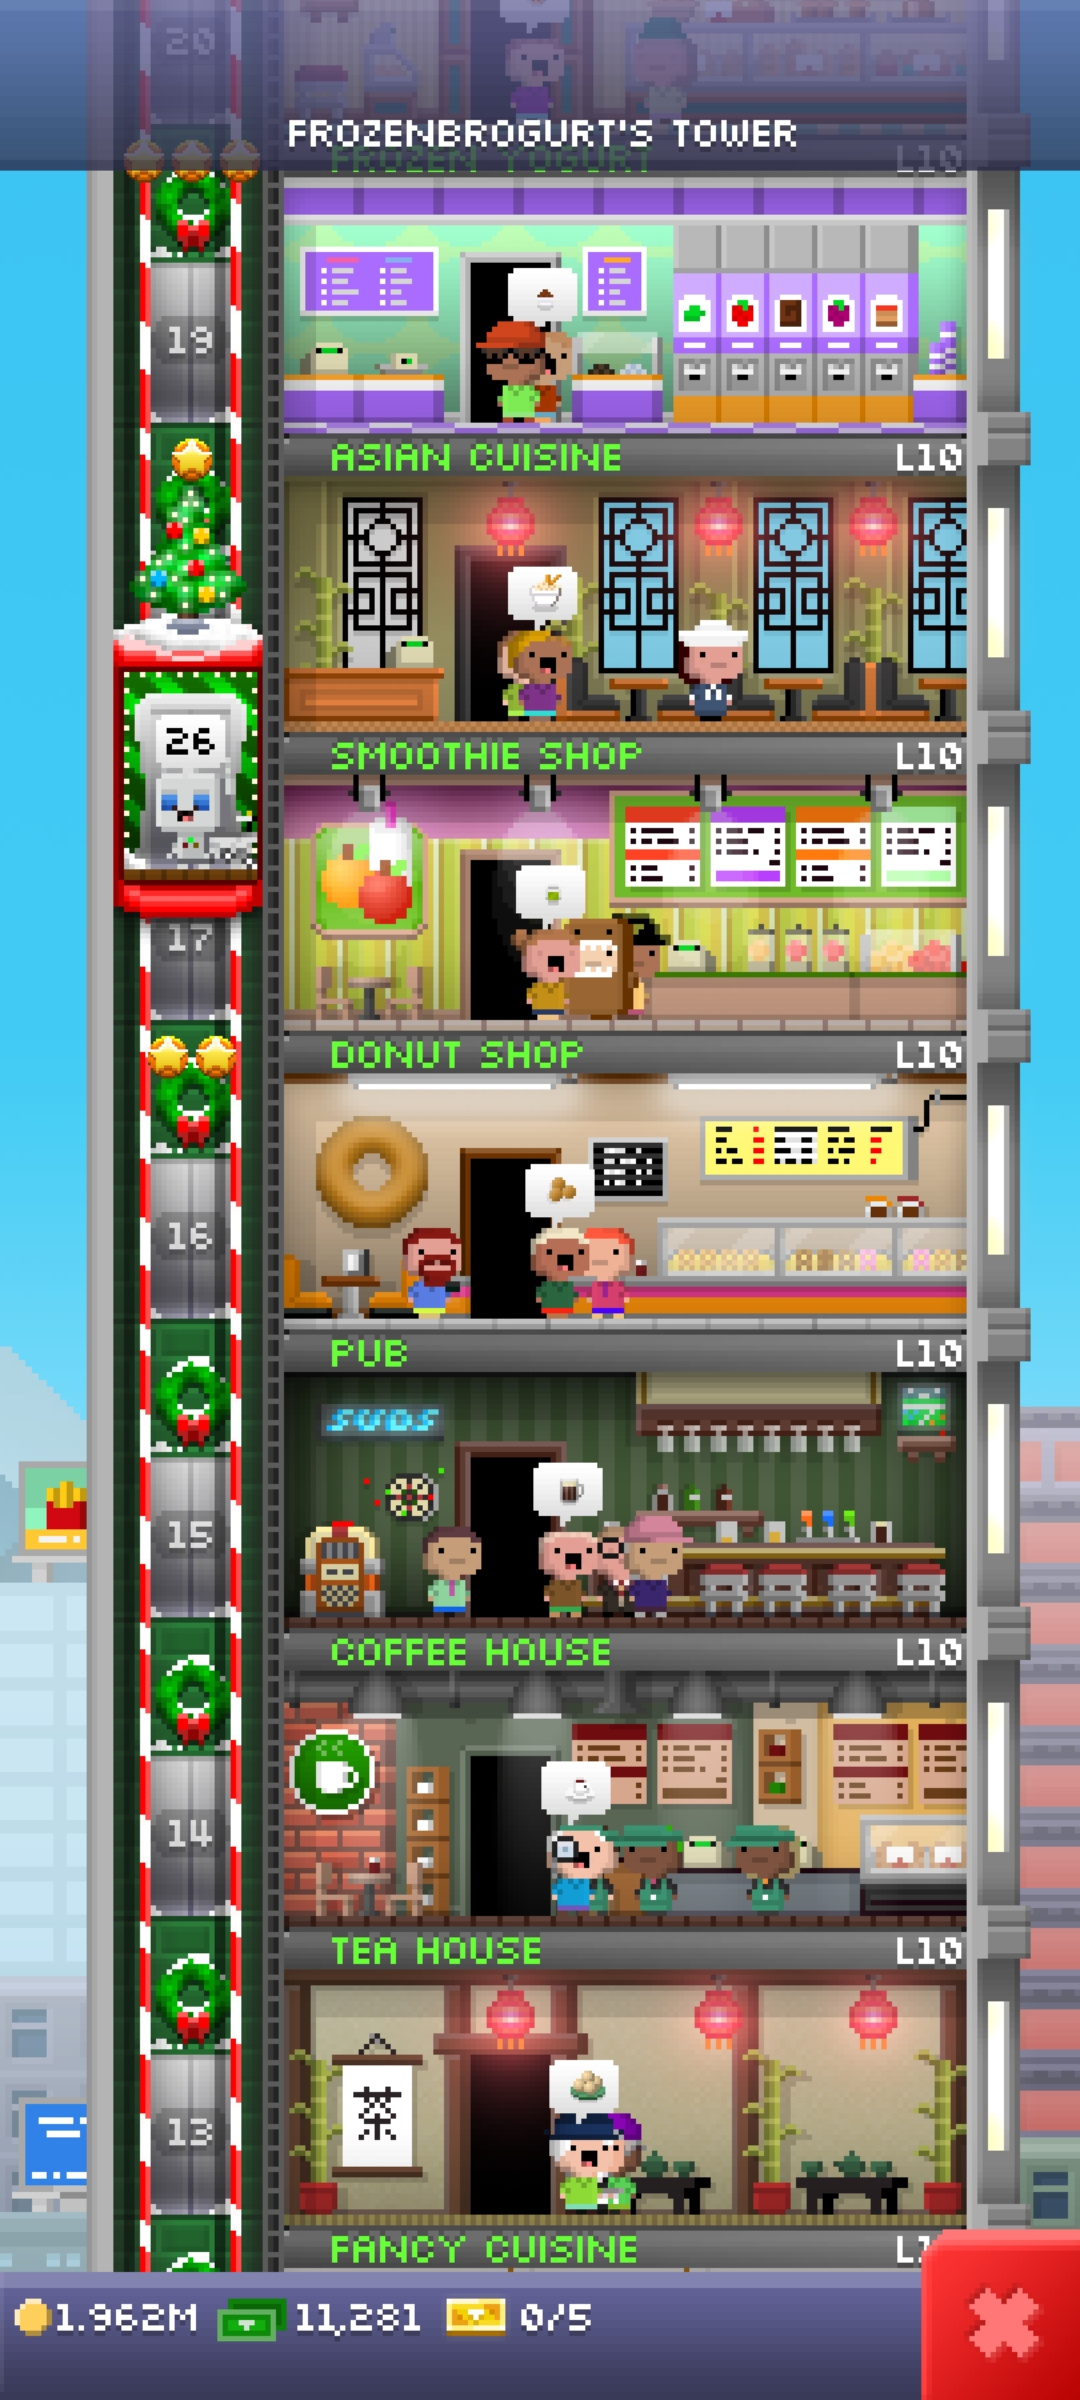 20
FROZENBROGURT'S TOWER
FROZEN YOGURT L10
19
ASIAN CUISINE L10
26
SMOOTHIE SHOP L10
17
DONUT SHOP L10
16
PUB L10
SUDS
15
COFFEE HOUSE L10
14
TEA HOUSE L10
茶
13
FANCY CUISINE
1.962M 11,281 0/5